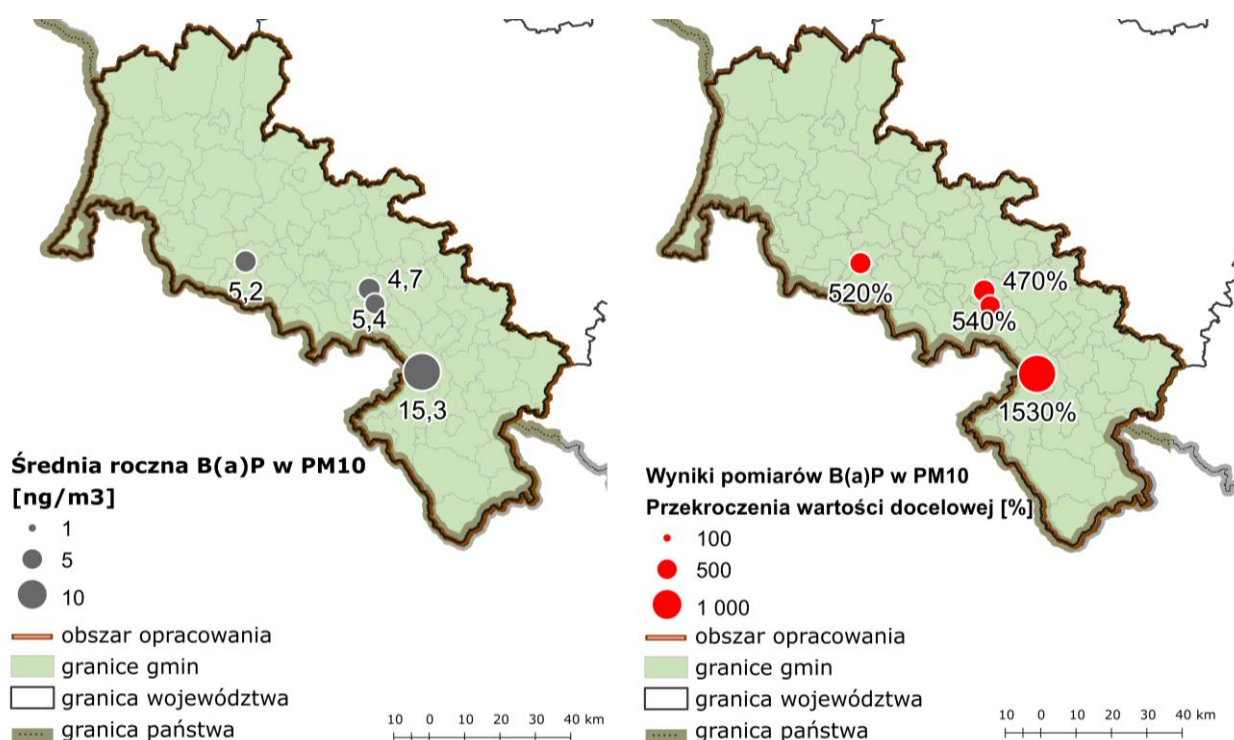 5,2
4,7
5,4
15,3
Średnia roczna B(a)P w PM10
[ng/m3]
1
5
10
obszar opracowania
granice gmin
granica województwa
granica państwa
10 0 10 20 30 40 km
520%
470%
540%
1530%
Wyniki pomiarów B(a)P w PM10
Przekroczenia wartości docelowej [%]
100
500
1 000
obszar opracowania
granice gmin
granica województwa
granica państwa
10 0 10 20 30 40 km